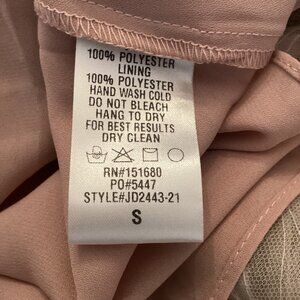 100% POLYESTER
LINING
100% POLYESTER
HAND WASH COLD
DO NOT BLEACH
HANG TO DRY
FOR BEST RESULTS
DRY CLEAN
RN#151680
PO#5447
STYLE#JD2443-21
S